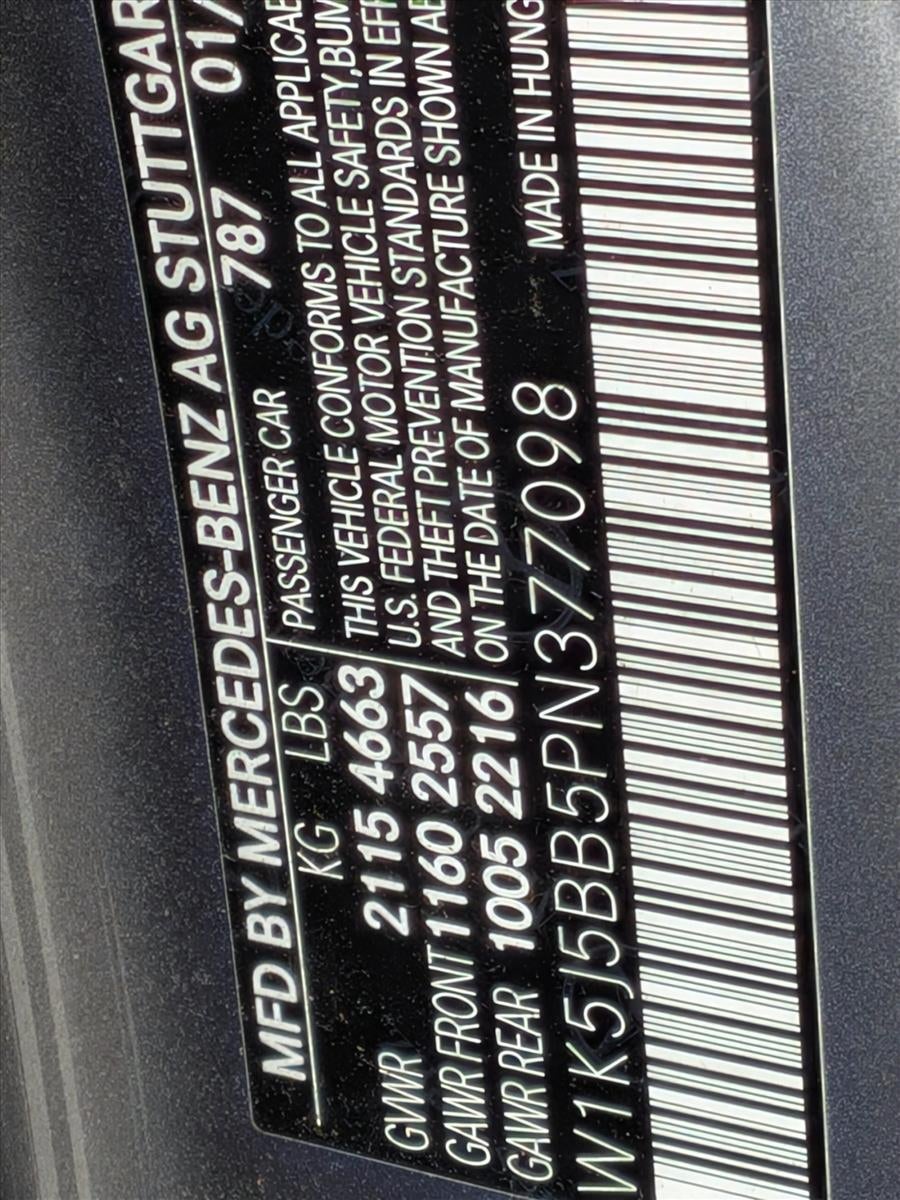 MFD BY MERCEDES-BENZ AG STUTTGAR
KG LBS 787 01/
PASSENGER CAR
GVWR 2115 4663
GAWR FRONT 1160 2557
GAWR REAR 1005 2216
THIS VEHICLE CONFORMS TO ALL APPLICAB
U.S. FEDERAL MOTOR VEHICLE SAFETY, BUM
AND THEFT PREVENTION STANDARDS IN EFF
ON THE DATE OF MANUFACTURE SHOWN AB
W1K5J5BB5PN377098 MADE IN HUNG